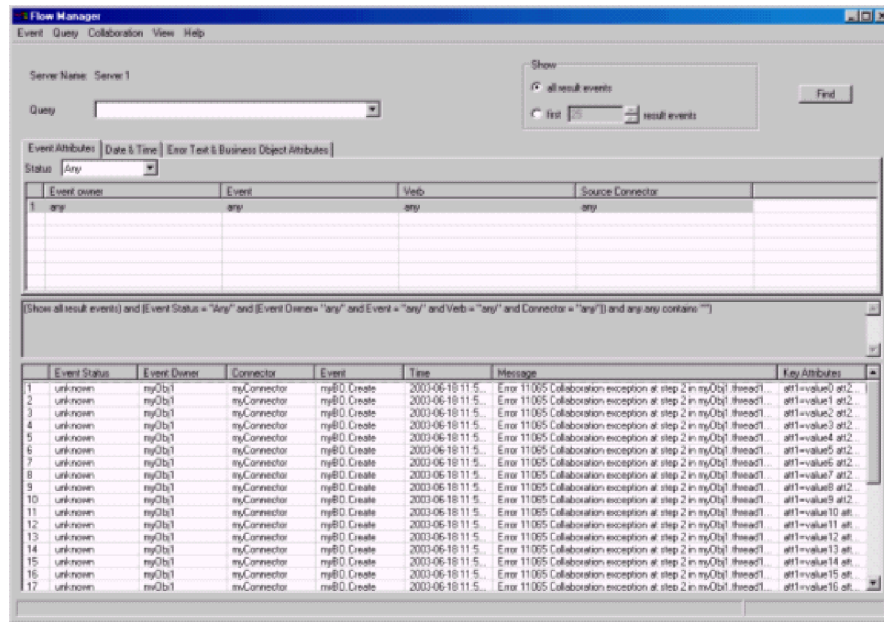 Flow Manager
Event Query Collaboration View Help
Server Name: Server1
Query
Show
all result events
first 25 result events
Find
Event Attributes Date & Time Error Text & Business Object Attributes
Status Any
Event owner Event Verb Source Connector
1 any any any any
(Show all result events) and (Event Status = "Any" and (Event Owner= "any" and Event = "any" and Verb = "any" and Connector = "any")) and any.any contains "")
Event Status Event Owner Connector Event Time Message Key Attributes
1 unknown myObj1 myConnector myBO.Create 2003-06-18 11:5... Error 11065 Collaboration exception at step 2 in myObj1.thread1... att1=value0 att2...
2 unknown myObj1 myConnector myBO.Create 2003-06-18 11:5... Error 11065 Collaboration exception at step 2 in myObj1.thread1... att1=value1 att2...
3 unknown myObj1 myConnector myBO.Create 2003-06-18 11:5... Error 11065 Collaboration exception at step 2 in myObj1.thread1... att1=value2 att2...
4 unknown myObj1 myConnector myBO.Create 2003-06-18 11:5... Error 11065 Collaboration exception at step 2 in myObj1.thread1... att1=value3 att2...
5 unknown myObj1 myConnector myBO.Create 2003-06-18 11:5... Error 11065 Collaboration exception at step 2 in myObj1.thread1... att1=value4 att2...
6 unknown myObj1 myConnector myBO.Create 2003-06-18 11:5... Error 11065 Collaboration exception at step 2 in myObj1.thread1... att1=value5 att2...
7 unknown myObj1 myConnector myBO.Create 2003-06-18 11:5... Error 11065 Collaboration exception at step 2 in myObj1.thread1... att1=value6 att2...
8 unknown myObj1 myConnector myBO.Create 2003-06-18 11:5... Error 11065 Collaboration exception at step 2 in myObj1.thread1... att1=value7 att2...
9 unknown myObj1 myConnector myBO.Create 2003-06-18 11:5... Error 11065 Collaboration exception at step 2 in myObj1.thread1... att1=value8 att2...
10 unknown myObj1 myConnector myBO.Create 2003-06-18 11:5... Error 11065 Collaboration exception at step 2 in myObj1.thread1... att1=value9 att2...
11 unknown myObj1 myConnector myBO.Create 2003-06-18 11:5... Error 11065 Collaboration exception at step 2 in myObj1.thread1... att1=value10 att...
12 unknown myObj1 myConnector myBO.Create 2003-06-18 11:5... Error 11065 Collaboration exception at step 2 in myObj1.thread1... att1=value11 att...
13 unknown myObj1 myConnector myBO.Create 2003-06-18 11:5... Error 11065 Collaboration exception at step 2 in myObj1.thread1... att1=value12 att...
14 unknown myObj1 myConnector myBO.Create 2003-06-18 11:5... Error 11065 Collaboration exception at step 2 in myObj1.thread1... att1=value13 att...
15 unknown myObj1 myConnector myBO.Create 2003-06-18 11:5... Error 11065 Collaboration exception at step 2 in myObj1.thread1... att1=value14 att...
16 unknown myObj1 myConnector myBO.Create 2003-06-18 11:5... Error 11065 Collaboration exception at step 2 in myObj1.thread1... att1=value15 att...
17 unknown myObj1 myConnector myBO.Create 2003-06-18 11:5... Error 11065 Collaboration exception at step 2 in myObj1.thread1... att1=value16 att...